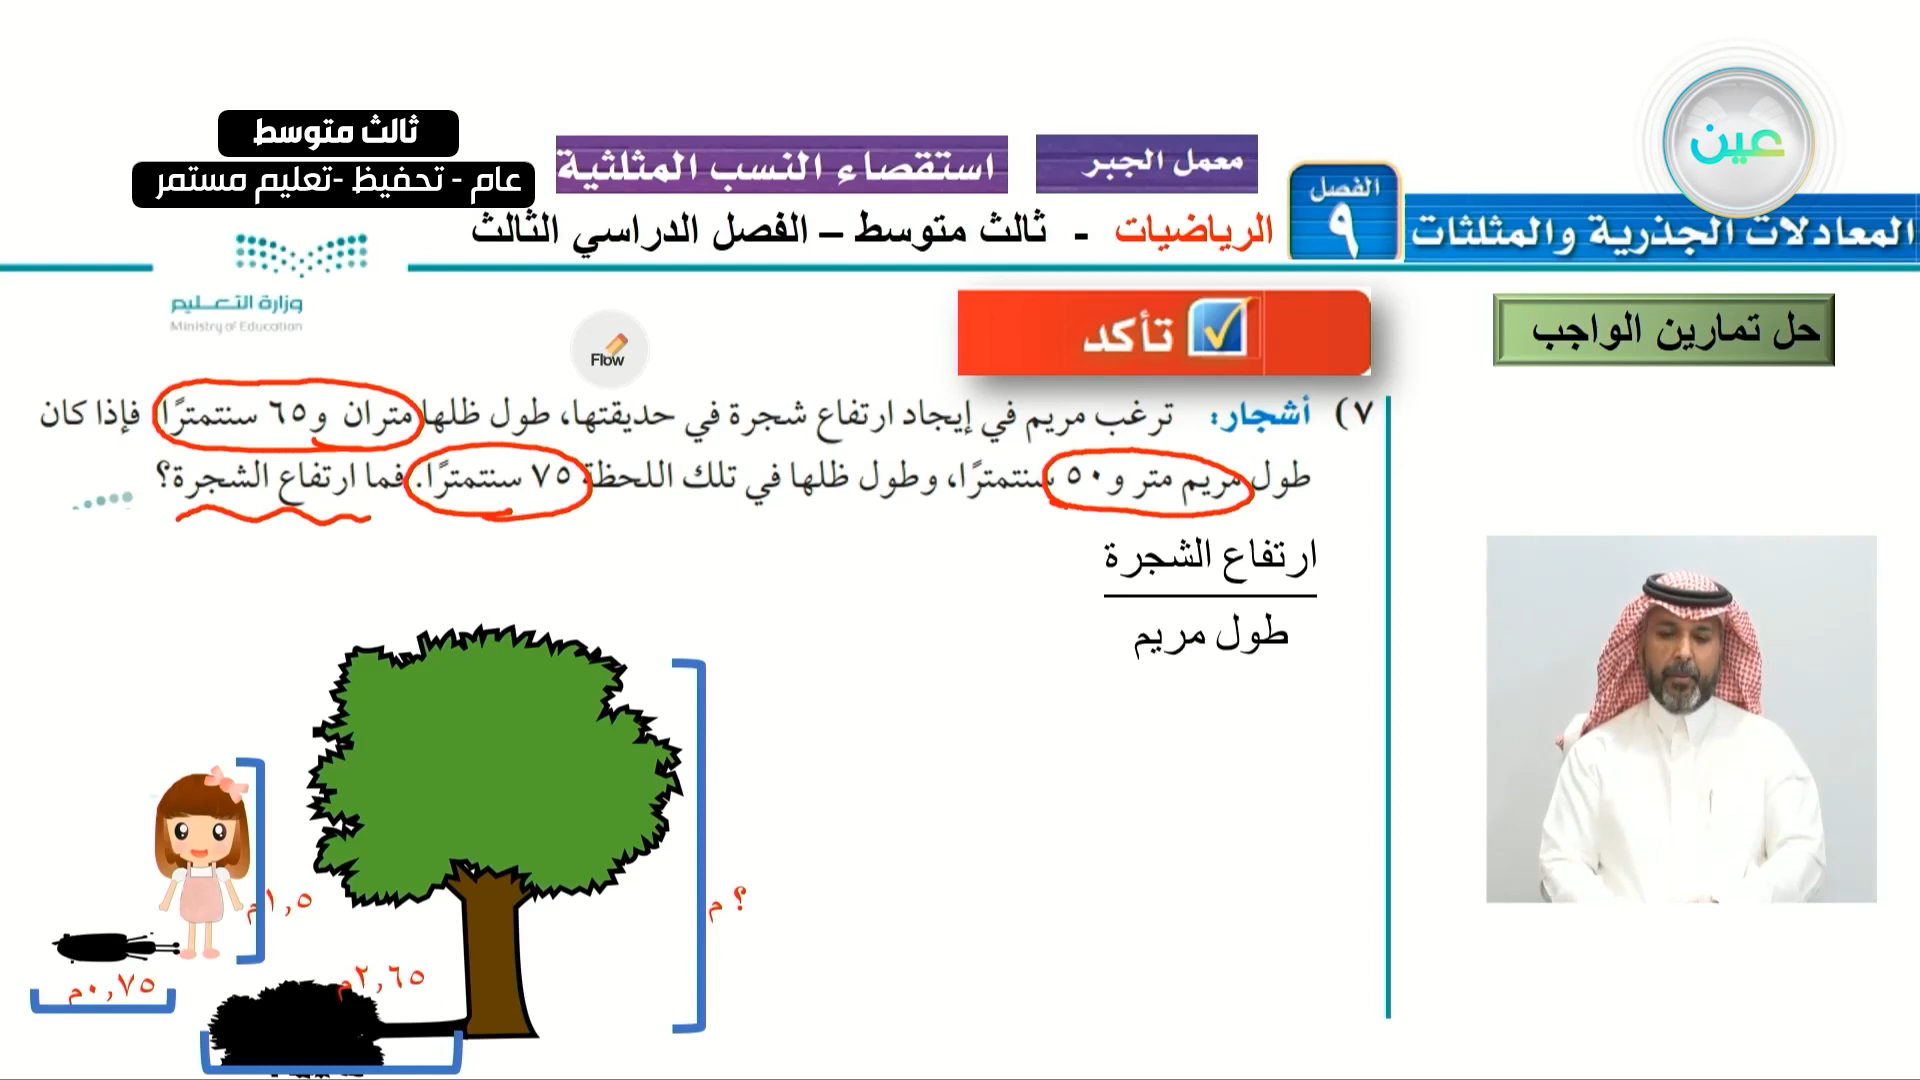 عين
ثالث متوسط
عام - تحفيظ -تعليم مستمر
معمل الجبر
استقصاء النسب المثلثية
الفصل
٩
المعادلات الجذرية والمثلثات
الرياضيات - ثالث متوسط – الفصل الدراسي الثالث
وزارة التعليم
Ministry of Education
حل تمارين الواجب
تأكد
Flow
٧) أشجار: ترغب مريم في إيجاد ارتفاع شجرة في حديقتها، طول ظلها متران و٦٥ سنتمترًا فإذا كان
طول مريم متر و٥٠ سنتمترًا، وطول ظلها في تلك اللحظة ٧٥ سنتمترًا. فما ارتفاع الشجرة؟
ارتفاع الشجرة
طول مريم
١,٥م
؟ م
٢,٦٥م
٠,٧٥م